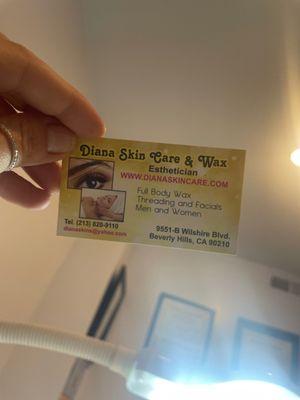 Diana Skin Care & Wax
Esthetician
WWW.DIANASKINCARE.COM
Full Body Wax
Threading and Facials
Men and Women
Tel. (213) 820-9110
dianaskins@yahoo.com
9551-B Wilshire Blvd.
Beverly Hills, CA 90210